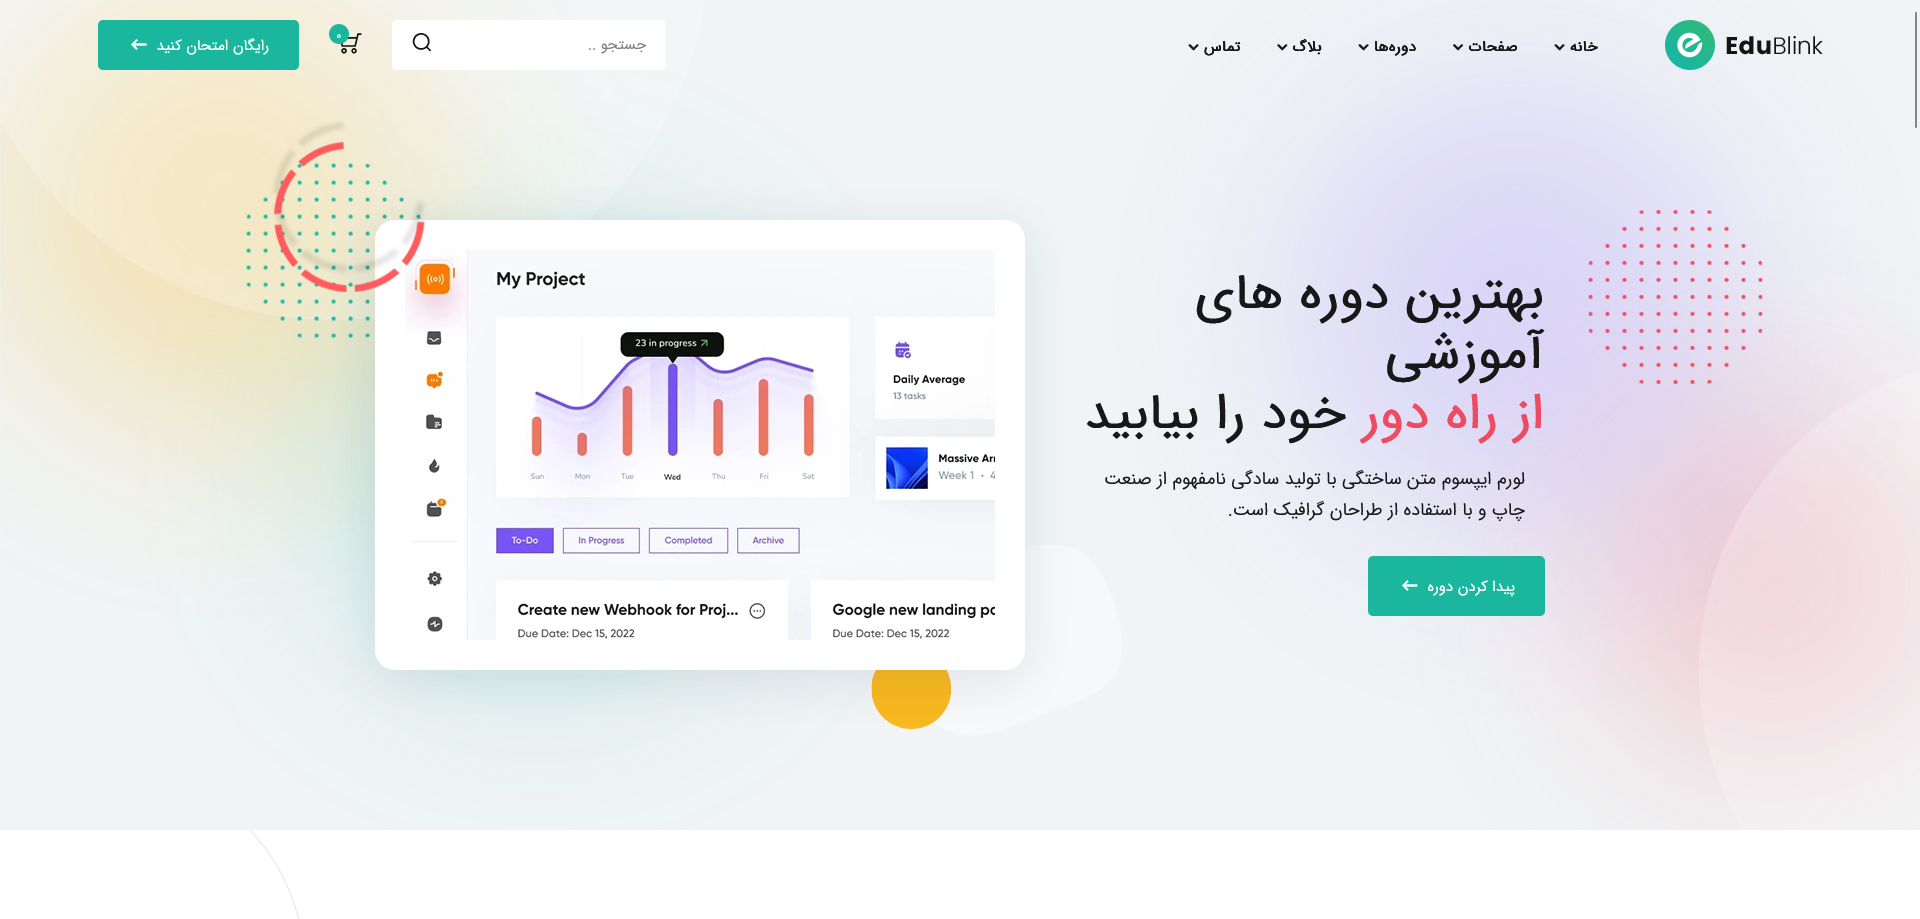 EduBlink
خانه
صفحات
دوره‌ها
بلاگ
تماس
جستجو ..
۰
رایگان امتحان کنید
بهترین دوره های
آموزشی
از راه دور خود را بیابید
لورم ایپسوم متن ساختگی با تولید سادگی نامفهوم از صنعت
چاپ و با استفاده از طراحان گرافیک است.
پیدا کردن دوره
My Project
23 in progress
Sun Mon Tue Wed Thu Fri Sat
Daily Average
13 tasks
Massive Arr
Week 1 • 4
To-Do
In Progress
Completed
Archive
Create new Webhook for Proj...
Due Date: Dec 15, 2022
Google new landing pa
Due Date: Dec 15, 2022